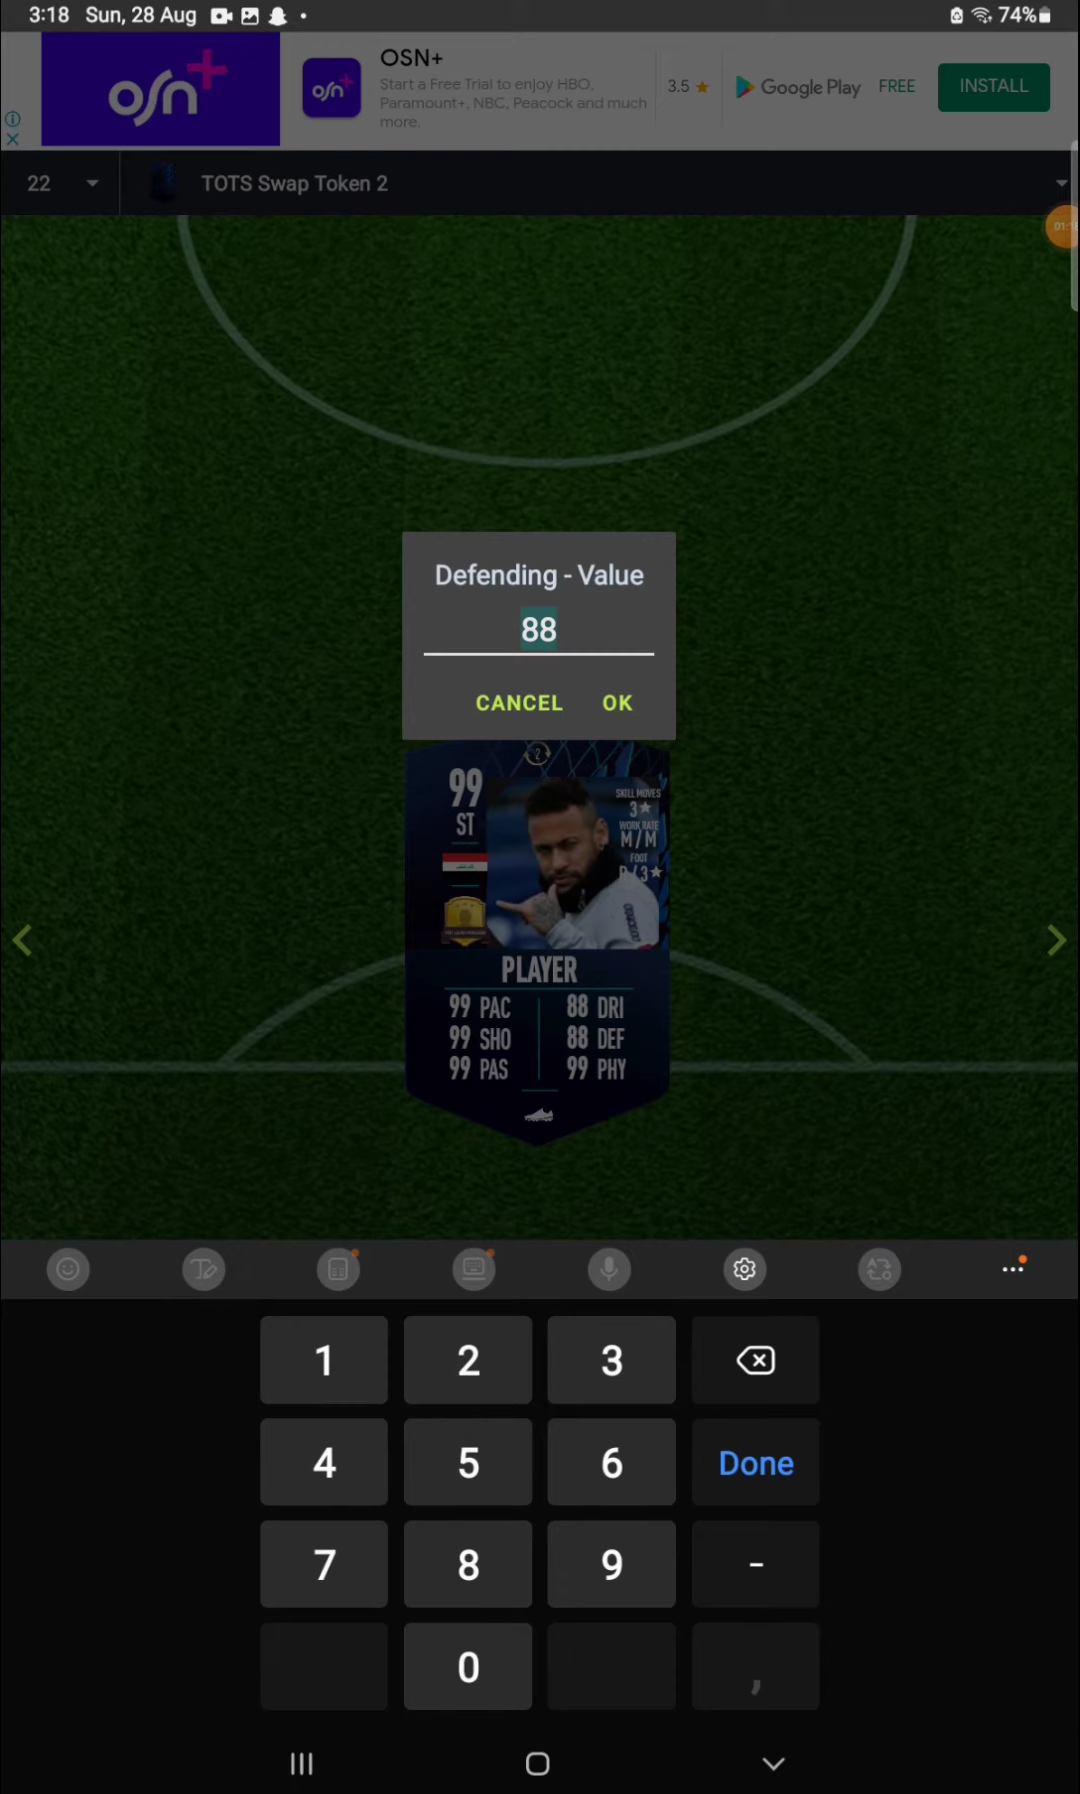 3:18 Sun, 28 Aug
74%
osn+
osn+
OSN+
Start a Free Trial to enjoy HBO,
Paramount+, NBC, Peacock and much
more.
3.5
Google Play
FREE
INSTALL
22
TOTS Swap Token 2
Defending - Value
88
CANCEL OK
2
99
ST
SKILL MOVES
3★
WORK RATE
M/M
FOOT
PLAYER
99 PAC
88 DRI
99 SHO
88 DEF
99 PAS
99 PHY
1 2 3
4 5 6 Done
7 8 9 -
0 ,